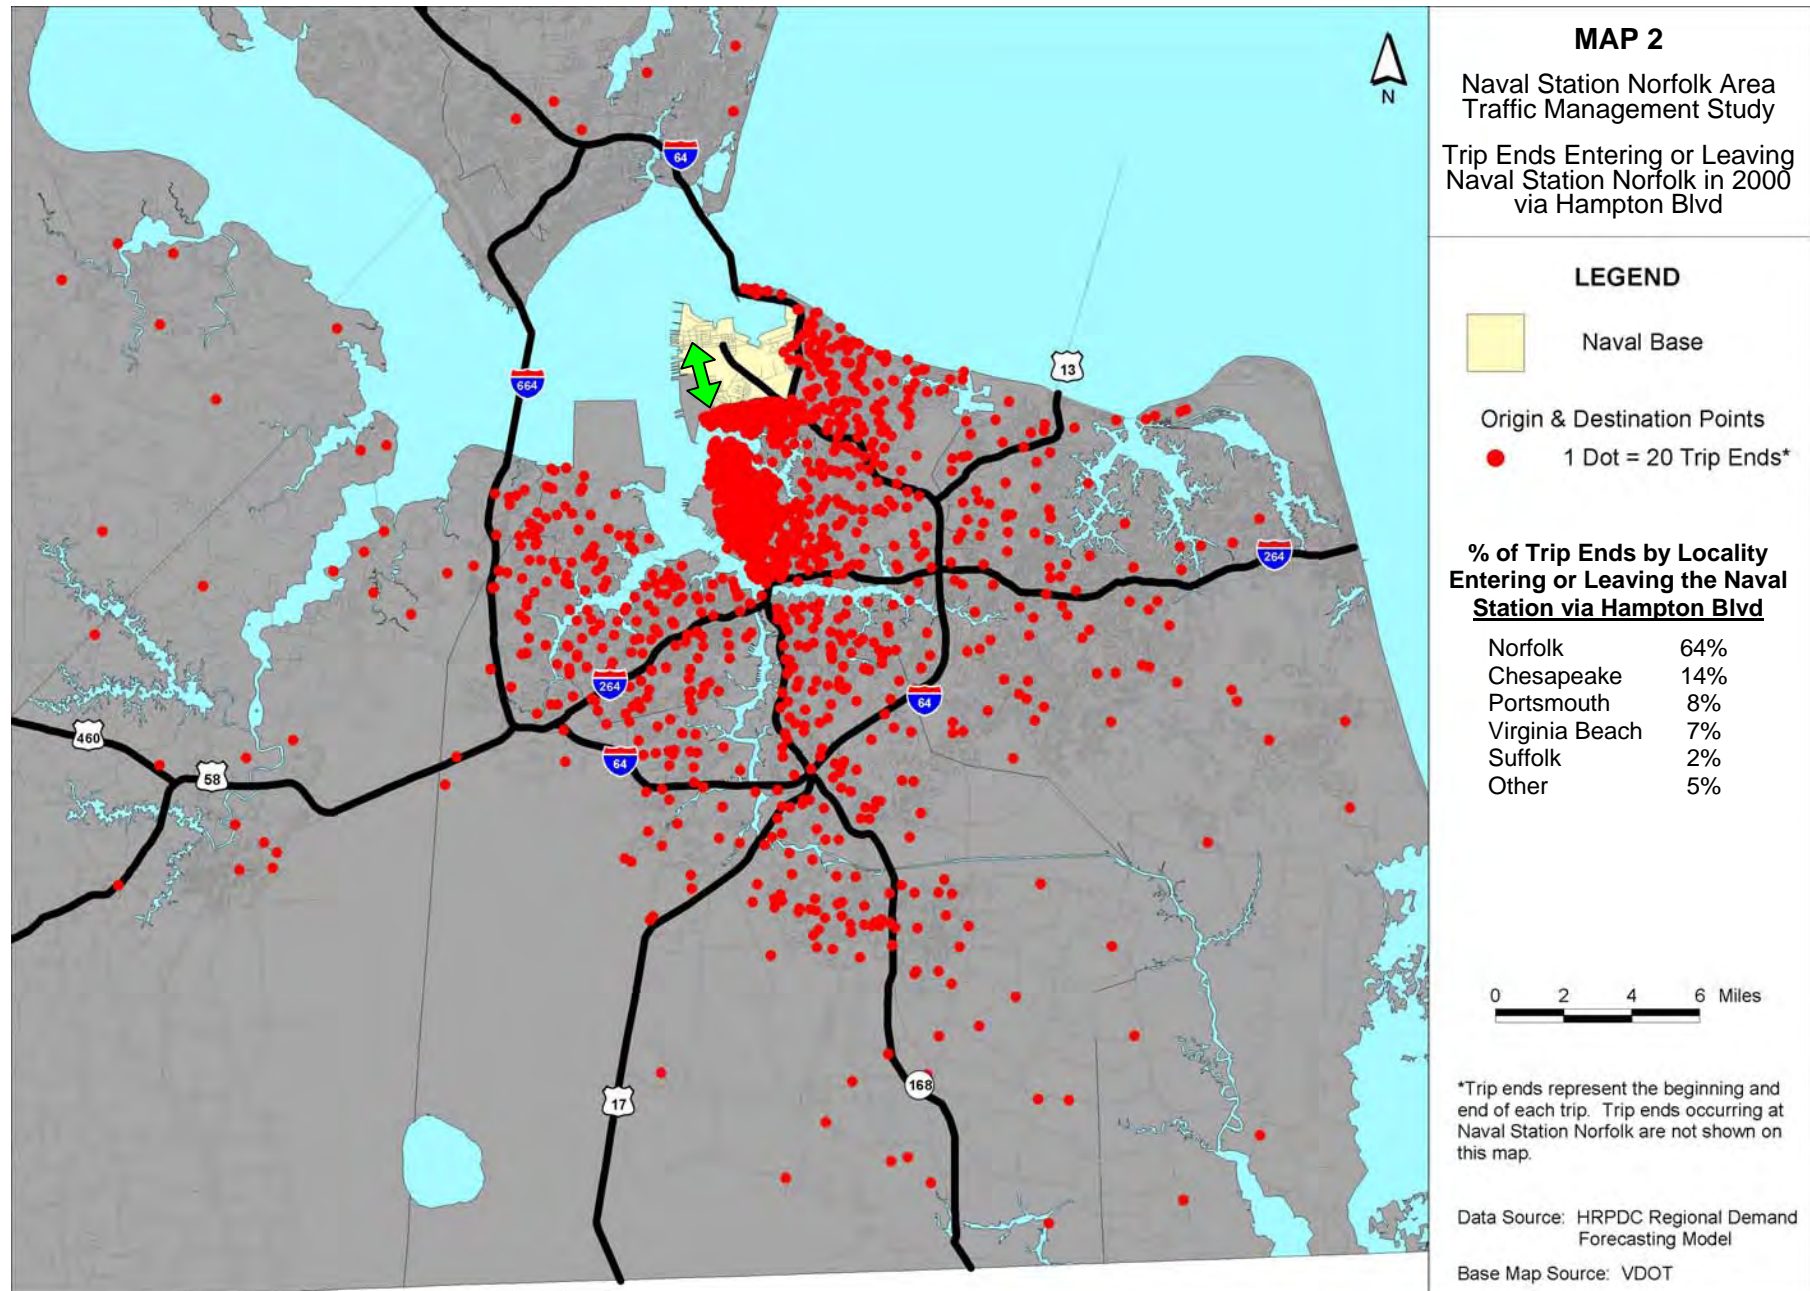 64
664
13
264
264
64
64
460
58
17
168
N
MAP 2
Naval Station Norfolk Area
Traffic Management Study
Trip Ends Entering or Leaving
Naval Station Norfolk in 2000
via Hampton Blvd
LEGEND
Naval Base
Origin & Destination Points
1 Dot = 20 Trip Ends*
% of Trip Ends by Locality
Entering or Leaving the Naval
Station via Hampton Blvd
Norfolk 64%
Chesapeake 14%
Portsmouth 8%
Virginia Beach 7%
Suffolk 2%
Other 5%
0 2 4 6 Miles
*Trip ends represent the beginning and
end of each trip. Trip ends occurring at
Naval Station Norfolk are not shown on
this map.
Data Source: HRPDC Regional Demand
Forecasting Model
Base Map Source: VDOT